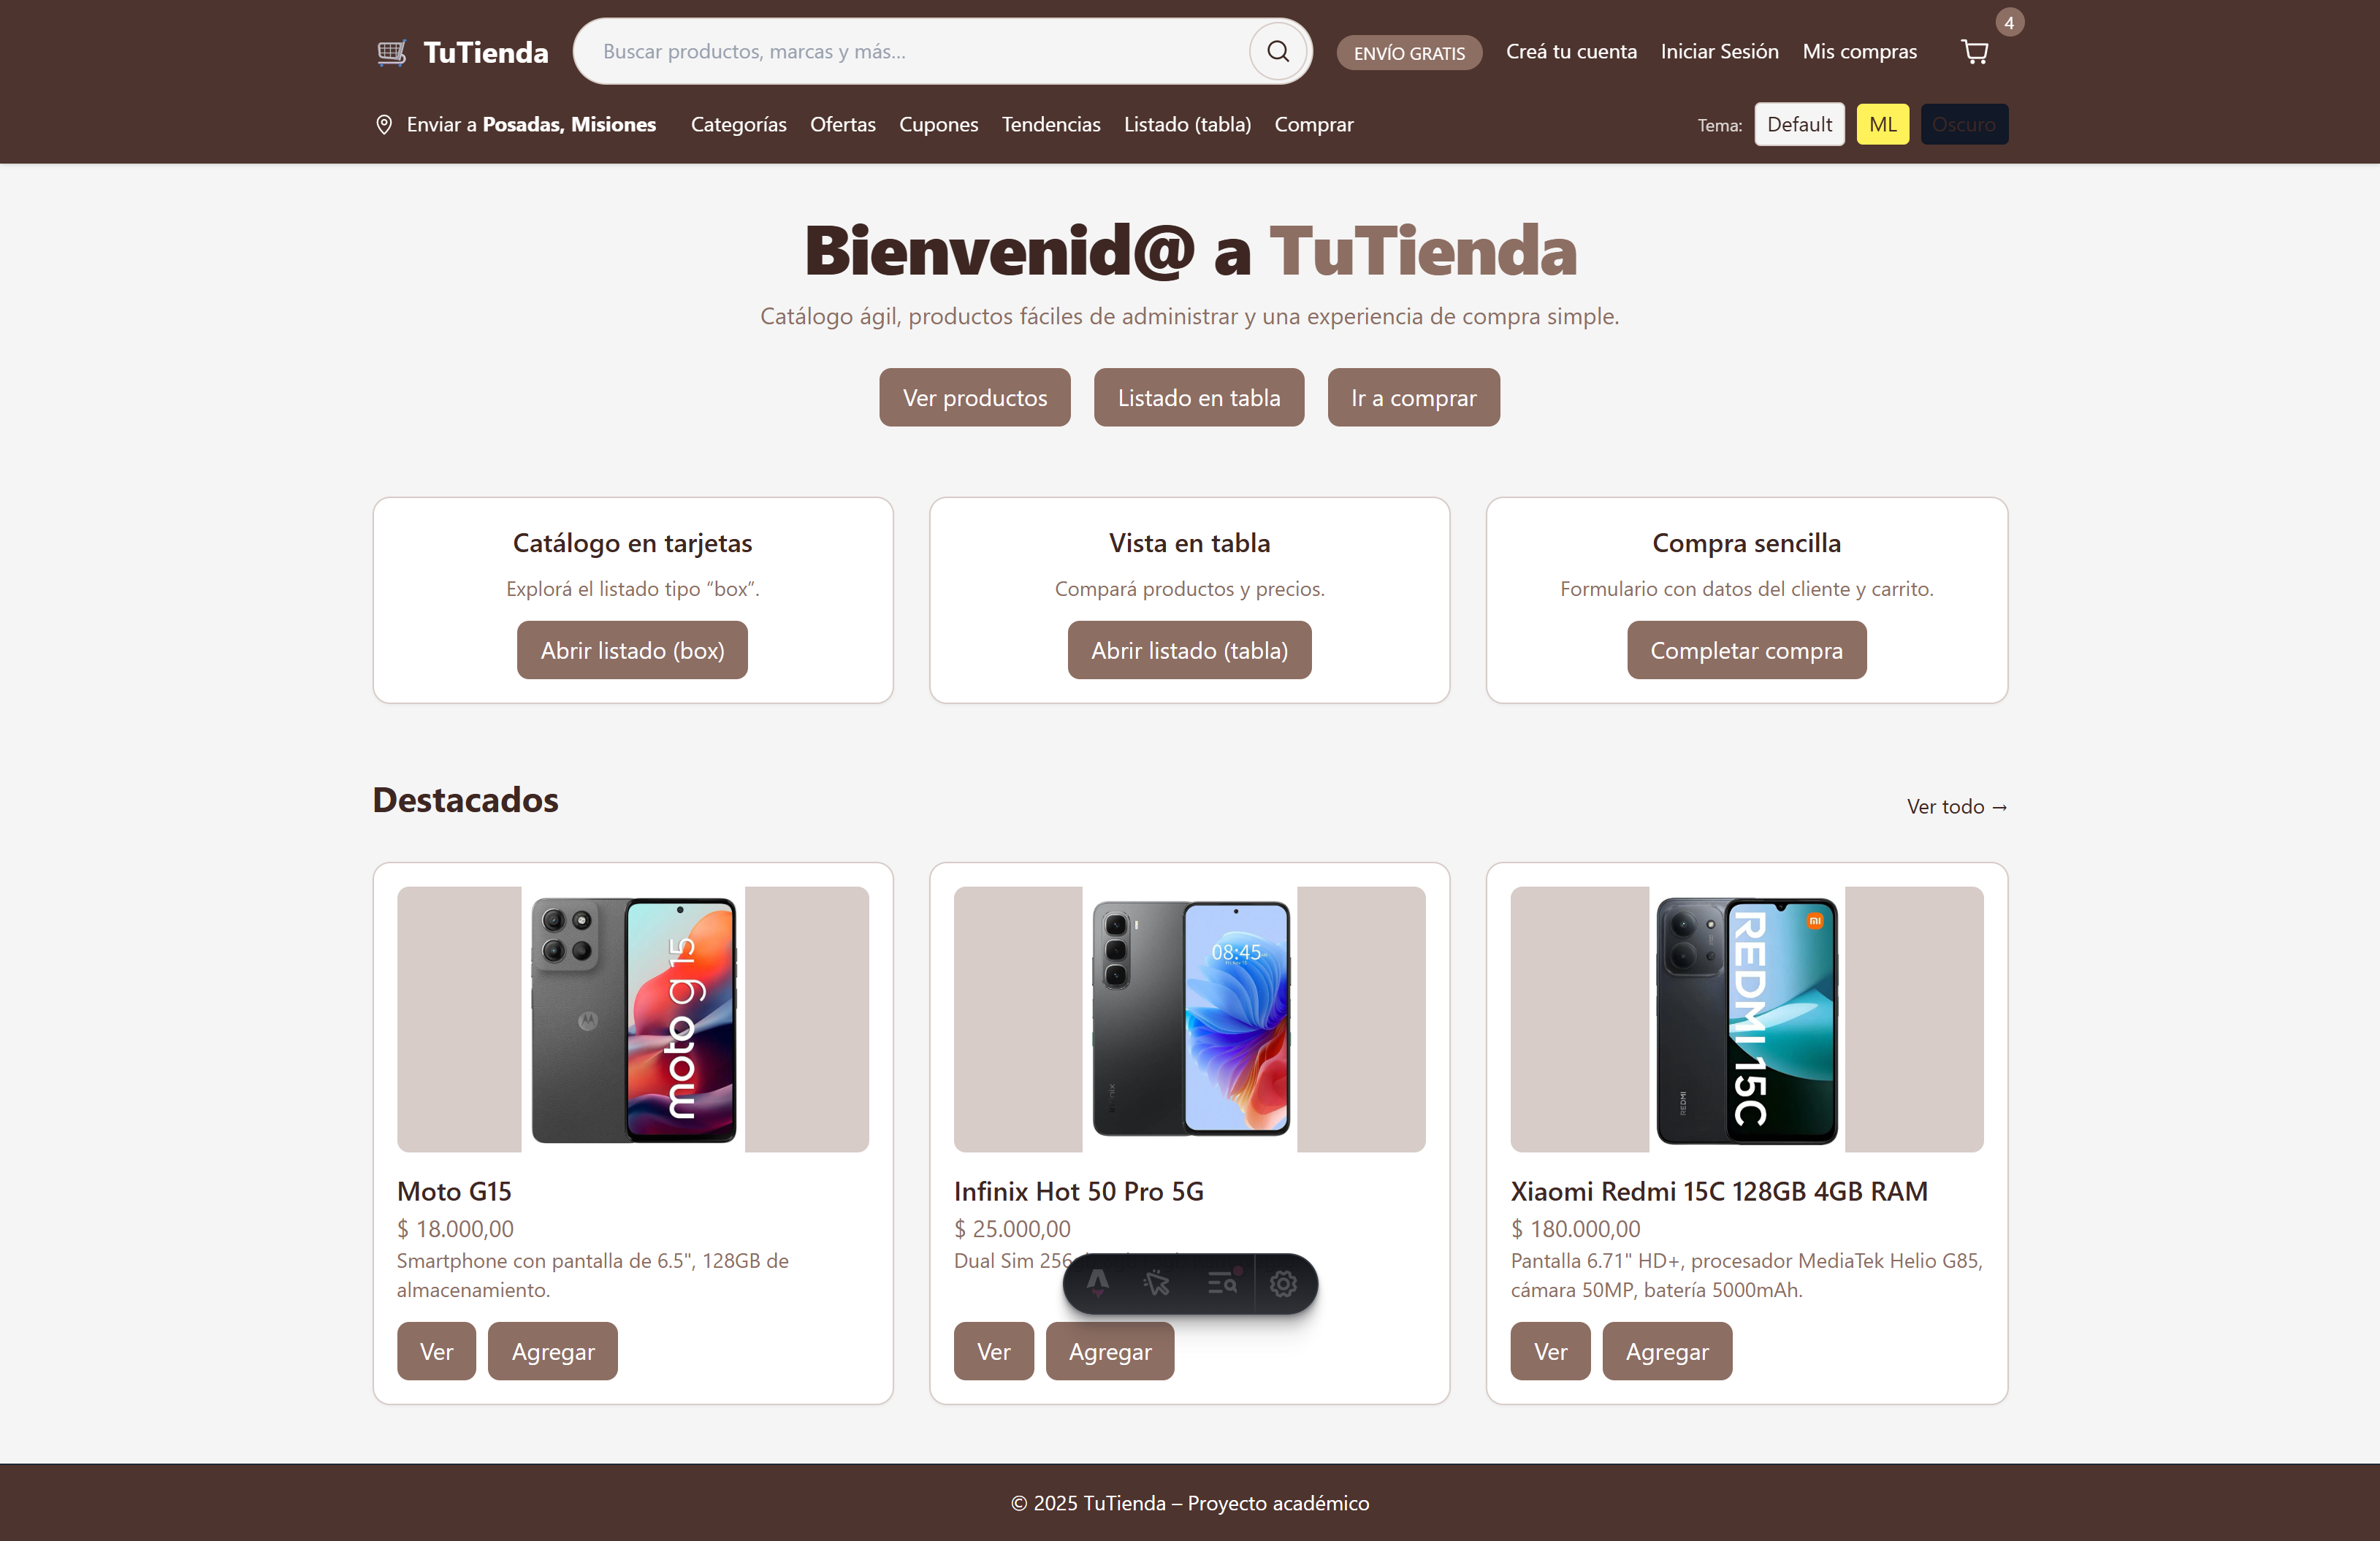 TuTienda
Buscar productos, marcas y más...
ENVÍO GRATIS
Creá tu cuenta
Iniciar Sesión
Mis compras
4
Enviar a Posadas, Misiones
Categorías
Ofertas
Cupones
Tendencias
Listado (tabla)
Comprar
Tema:
Default
ML
Oscuro
Bienvenid@ a TuTienda
Catálogo ágil, productos fáciles de administrar y una experiencia de compra simple.
Ver productos
Listado en tabla
Ir a comprar
Catálogo en tarjetas
Explorá el listado tipo “box”.
Abrir listado (box)
Vista en tabla
Compará productos y precios.
Abrir listado (tabla)
Compra sencilla
Formulario con datos del cliente y carrito.
Completar compra
Destacados
Ver todo →
moto g 15
Moto G15
$ 18.000,00
Smartphone con pantalla de 6.5", 128GB de
almacenamiento.
Ver
Agregar
08:45
Infinix Hot 50 Pro 5G
$ 25.000,00
Dual Sim 256
Ver
Agregar
REDMI
REDMI 15C
Xiaomi Redmi 15C 128GB 4GB RAM
$ 180.000,00
Pantalla 6.71" HD+, procesador MediaTek Helio G85,
cámara 50MP, batería 5000mAh.
Ver
Agregar
© 2025 TuTienda – Proyecto académico